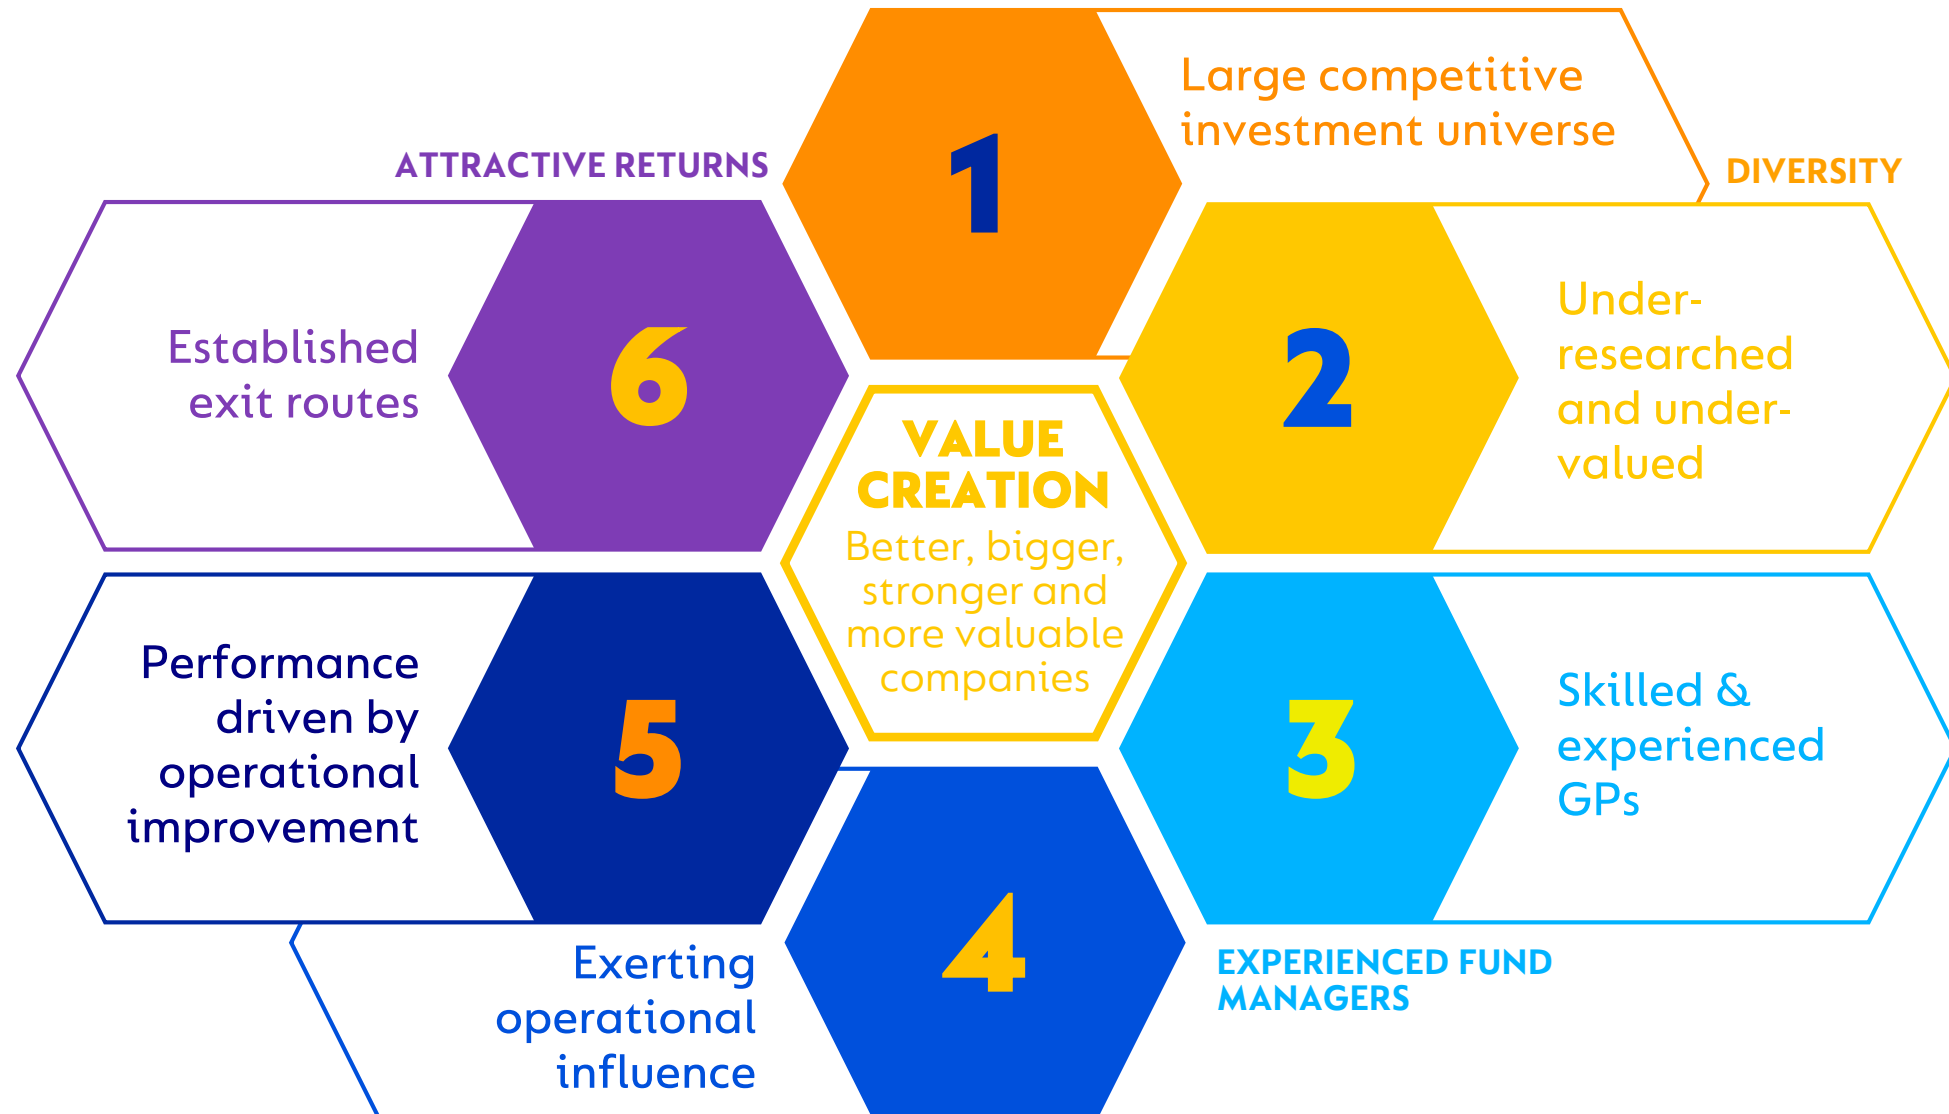 1
Large competitive
investment universe
DIVERSITY
2
Under-
researched
and under-
valued
3
Skilled &
experienced
GPs
EXPERIENCED FUND
MANAGERS
4
Exerting
operational
influence
5
Performance
driven by
operational
improvement
6
Established
exit routes
ATTRACTIVE RETURNS
VALUE
CREATION
Better, bigger,
stronger and
more valuable
companies